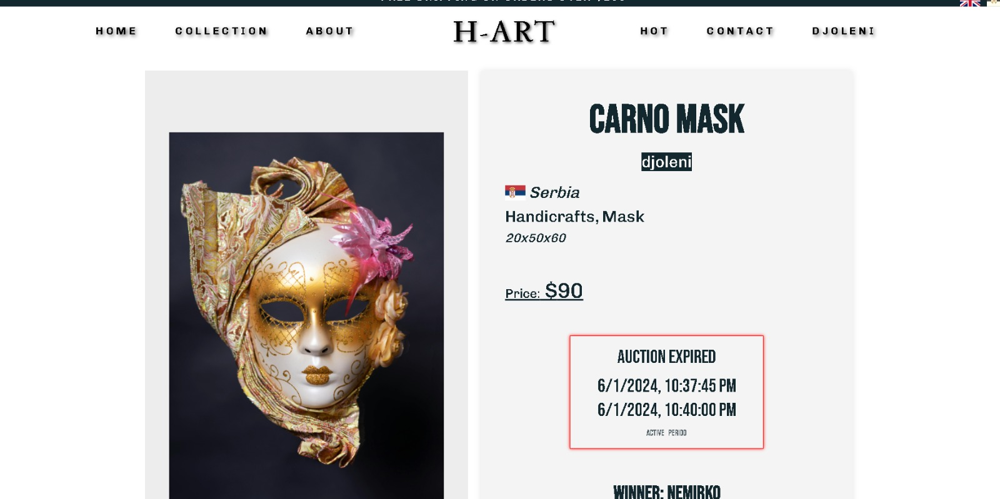 HOME COLLECTION ABOUT H-ART HOT CONTACT DJOLENI
CARNO MASK
djoleni
Serbia
Handicrafts, Mask
20x50x60
Price: $90
AUCTION EXPIRED
6/1/2024, 10:37:45 PM
6/1/2024, 10:40:00 PM
ACTIVE PERIOD
WINNER: NEMIRKO